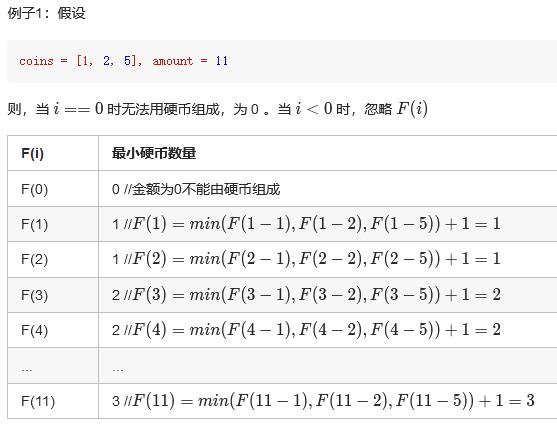 例子1：假设
coins = [1, 2, 5], amount = 11
则，当 i == 0 时无法用硬币组成，为 0 。当 i < 0 时，忽略 F(i)
F(i) 最小硬币数量
F(0) 0 //金额为0不能由硬币组成
F(1) 1 //F(1) = min(F(1 − 1), F(1 − 2), F(1 − 5)) + 1 = 1
F(2) 1 //F(2) = min(F(2 − 1), F(2 − 2), F(2 − 5)) + 1 = 1
F(3) 2 //F(3) = min(F(3 − 1), F(3 − 2), F(3 − 5)) + 1 = 2
F(4) 2 //F(4) = min(F(4 − 1), F(4 − 2), F(4 − 5)) + 1 = 2
... ...
F(11) 3 //F(11) = min(F(11 − 1), F(11 − 2), F(11 − 5)) + 1 = 3